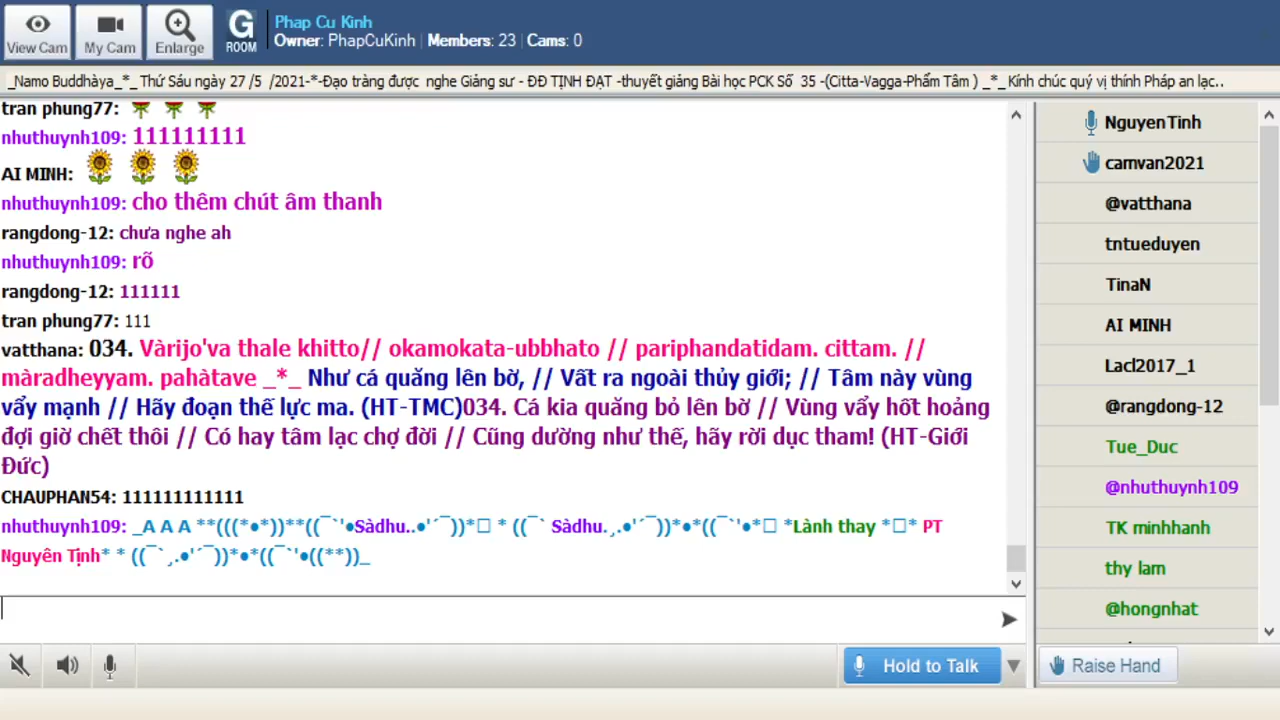 View Cam
My Cam
Enlarge
G
ROOM
Phap Cu Kinh
Owner: PhapCuKinh | Members: 23 | Cams: 0
_Namo Buddhàya_*_Thứ Sáu ngày 27 /5 /2021-*-Đạo tràng được nghe Giảng sư - ĐĐ TỊNH ĐẠT -thuyết giảng Bài học PCK Số 35 -(Citta-Vagga-Phẩm Tâm ) _*_Kính chúc quý vị thính Pháp an lạc..
tran phung77:
nhuthuynh109: 111111111
AI MINH:
nhuthuynh109: cho thêm chút âm thanh
rangdong-12: chưa nghe ah
nhuthuynh109: rõ
rangdong-12: 111111
tran phung77: 111
vatthana: 034. Vàrijo'va thale khitto// okamokata-ubbhato // pariphandatidam. cittam. //
màradheyyam. pahàtave _*_ Như cá quăng lên bờ, // Vất ra ngoài thủy giới; // Tâm này vùng
vẩy mạnh // Hãy đoạn thế lực ma. (HT-TMC)034. Cá kia quăng bỏ lên bờ // Vùng vẩy hốt hoảng
đợi giờ chết thôi // Có hay tâm lạc chợ đời // Cũng dường như thế, hãy rời dục tham! (HT-Giới
Đức)
CHAUPHAN54: 111111111111
nhuthuynh109: _A A A **(((*•*))**((¯`'•Sàdhu..•'´¯))*▯ * ((¯` Sàdhu.¸.•'´¯))*•*((¯`'•*▯ *Lành thay *▯* PT
Nguyên Tịnh* * ((¯`¸.•'´¯))*•*((¯`'•((**))_
Hold to Talk
NguyenTinh
camvan2021
@vatthana
tntueduyen
TinaN
AI MINH
Lacl2017_1
@rangdong-12
Tue_Duc
@nhuthuynh109
TK minhhanh
thy lam
@hongnhat
Raise Hand